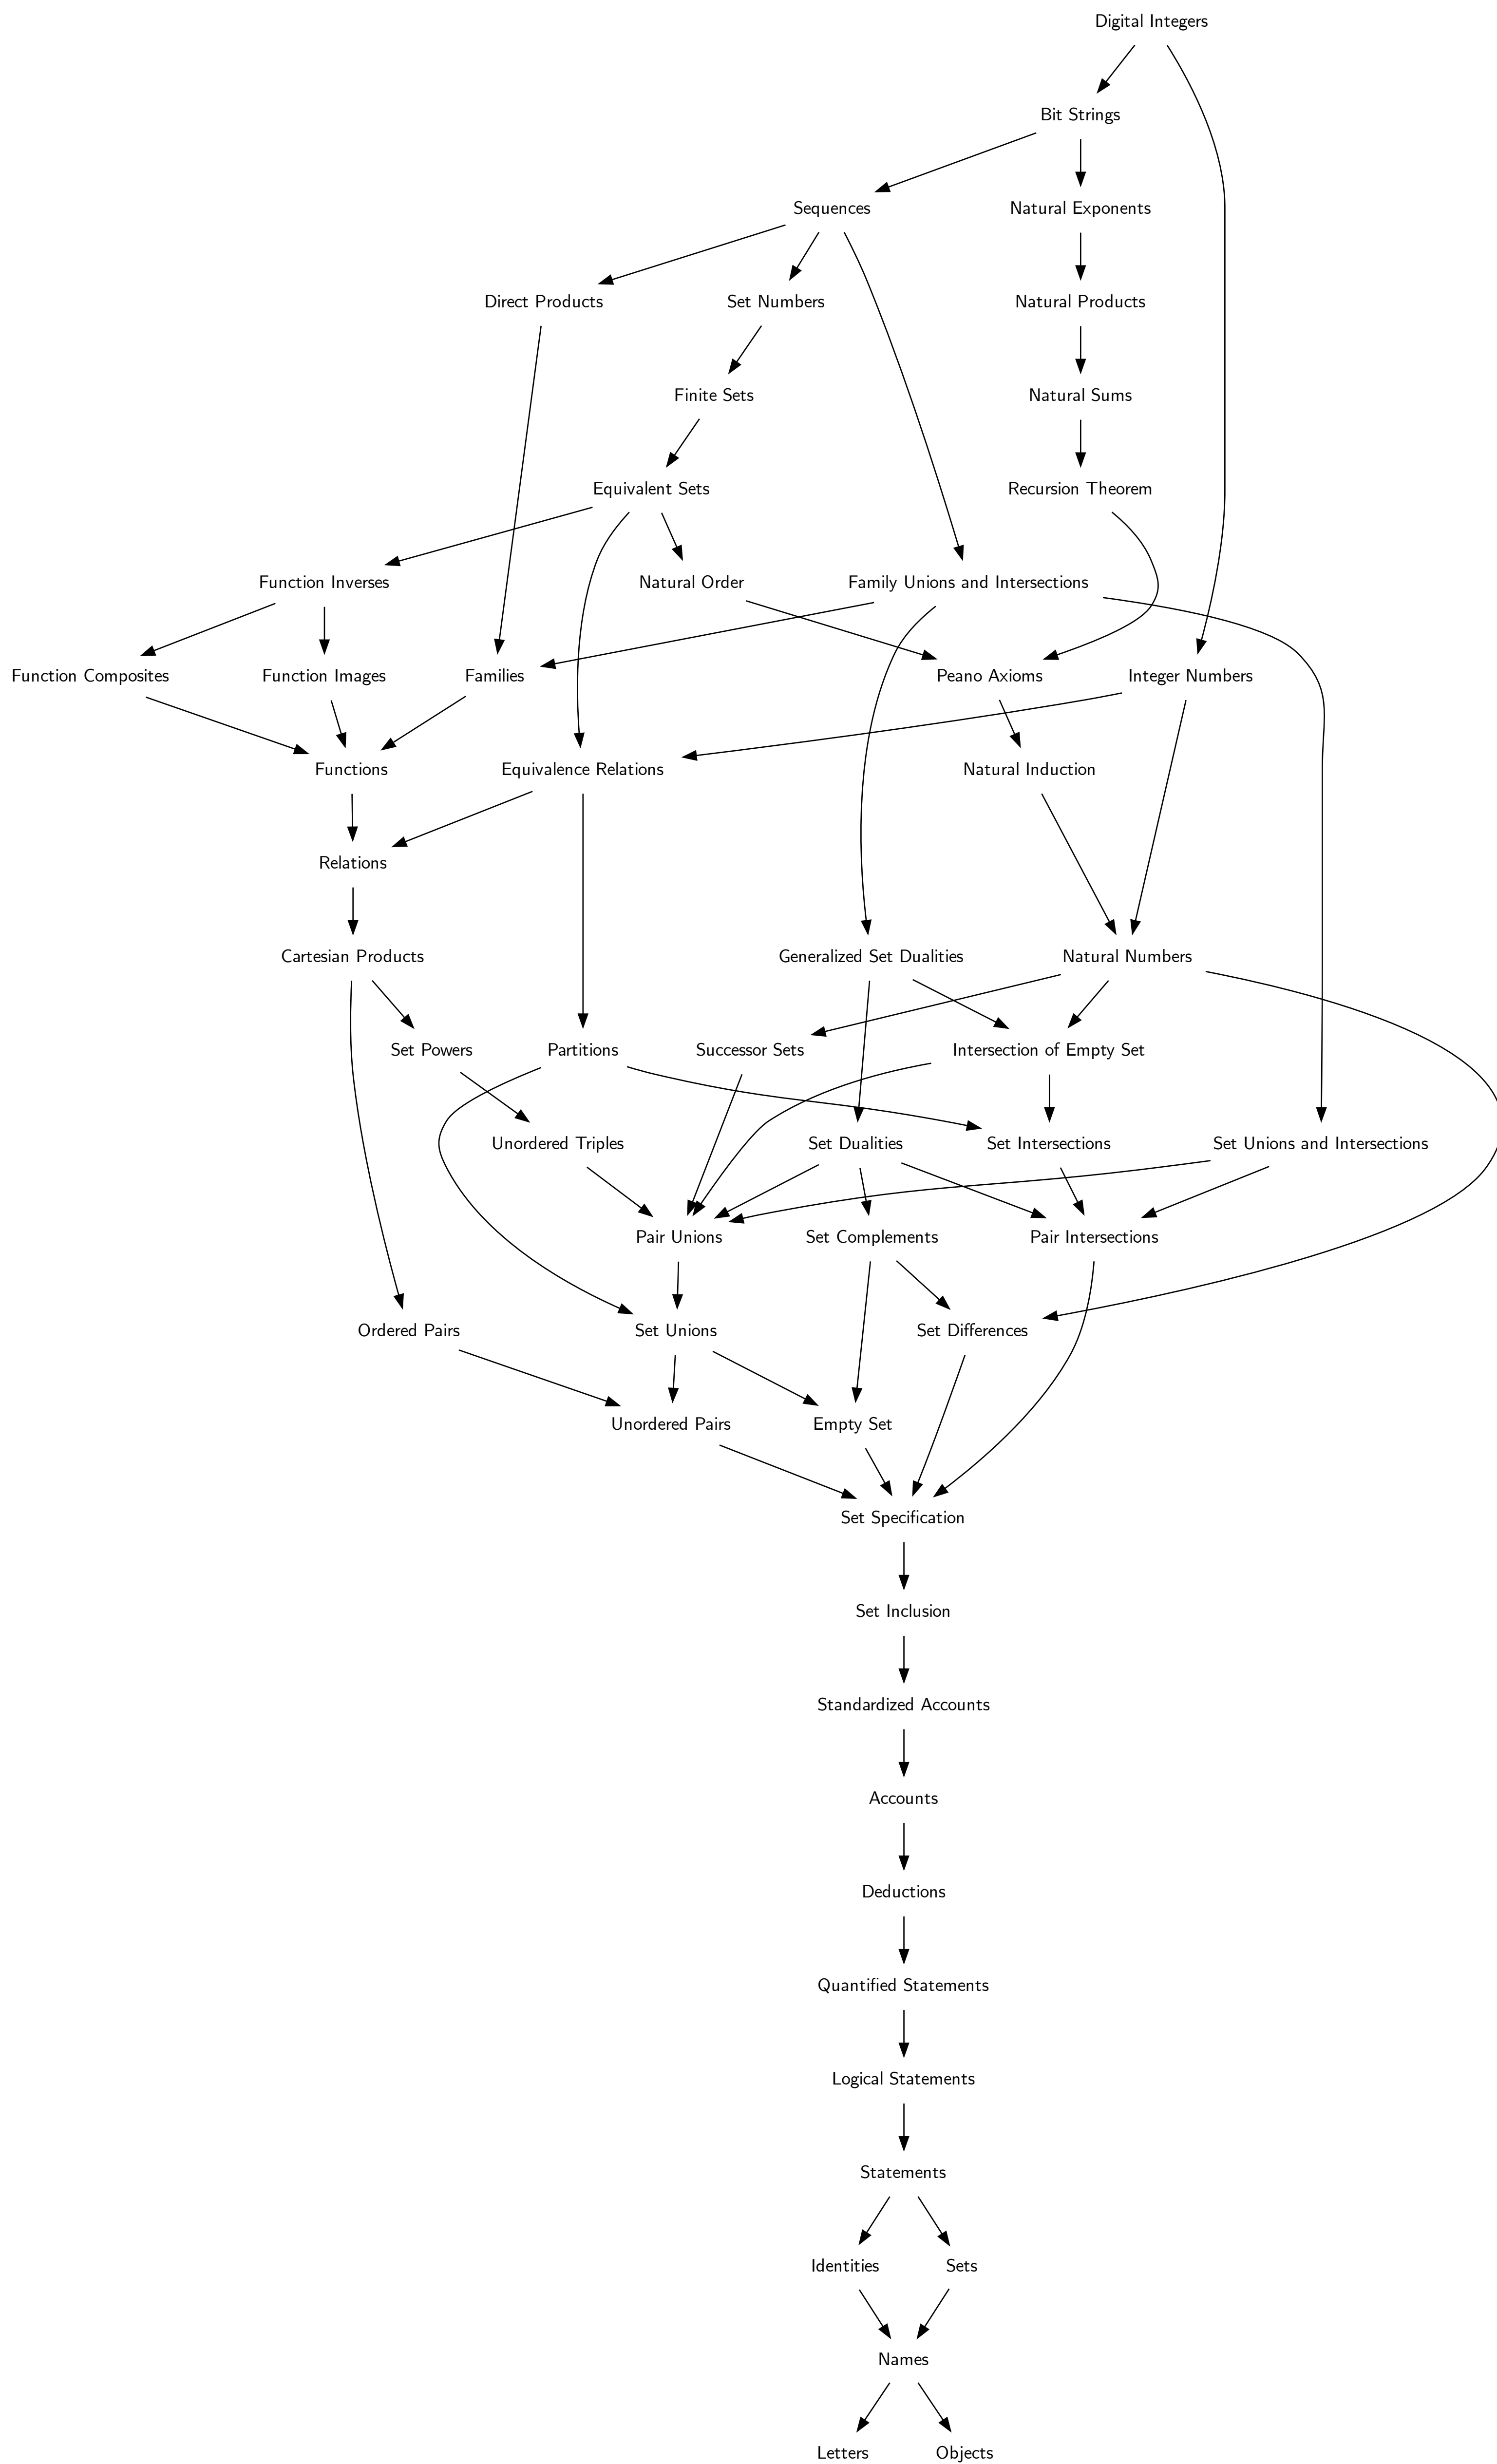 Digital Integers
Bit Strings
Sequences
Natural Exponents
Direct Products
Set Numbers
Natural Products
Finite Sets
Natural Sums
Equivalent Sets
Recursion Theorem
Function Inverses
Natural Order
Family Unions and Intersections
Function Composites
Function Images
Families
Peano Axioms
Integer Numbers
Functions
Equivalence Relations
Natural Induction
Relations
Cartesian Products
Generalized Set Dualities
Natural Numbers
Set Powers
Partitions
Successor Sets
Intersection of Empty Set
Unordered Triples
Set Dualities
Set Intersections
Set Unions and Intersections
Pair Unions
Set Complements
Pair Intersections
Ordered Pairs
Set Unions
Set Differences
Unordered Pairs
Empty Set
Set Specification
Set Inclusion
Standardized Accounts
Accounts
Deductions
Quantified Statements
Logical Statements
Statements
Identities
Sets
Names
Letters
Objects